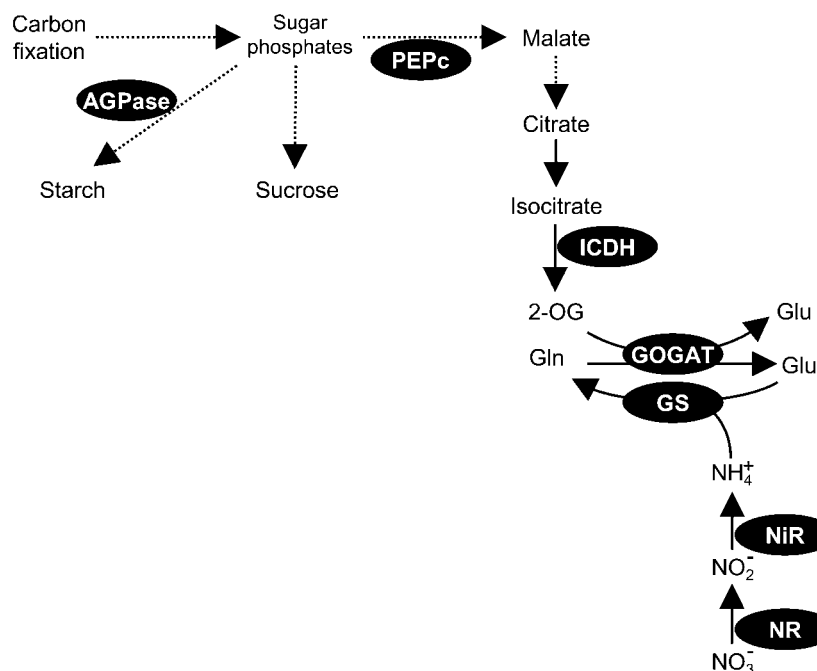 Carbon
fixation
Sugar
phosphates
PEPc
Malate
AGPase
Citrate
Starch
Sucrose
Isocitrate
ICDH
2-OG
Glu
GOGAT
Gln
Glu
GS
NH₄⁺
NiR
NO₂⁻
NR
NO₃⁻